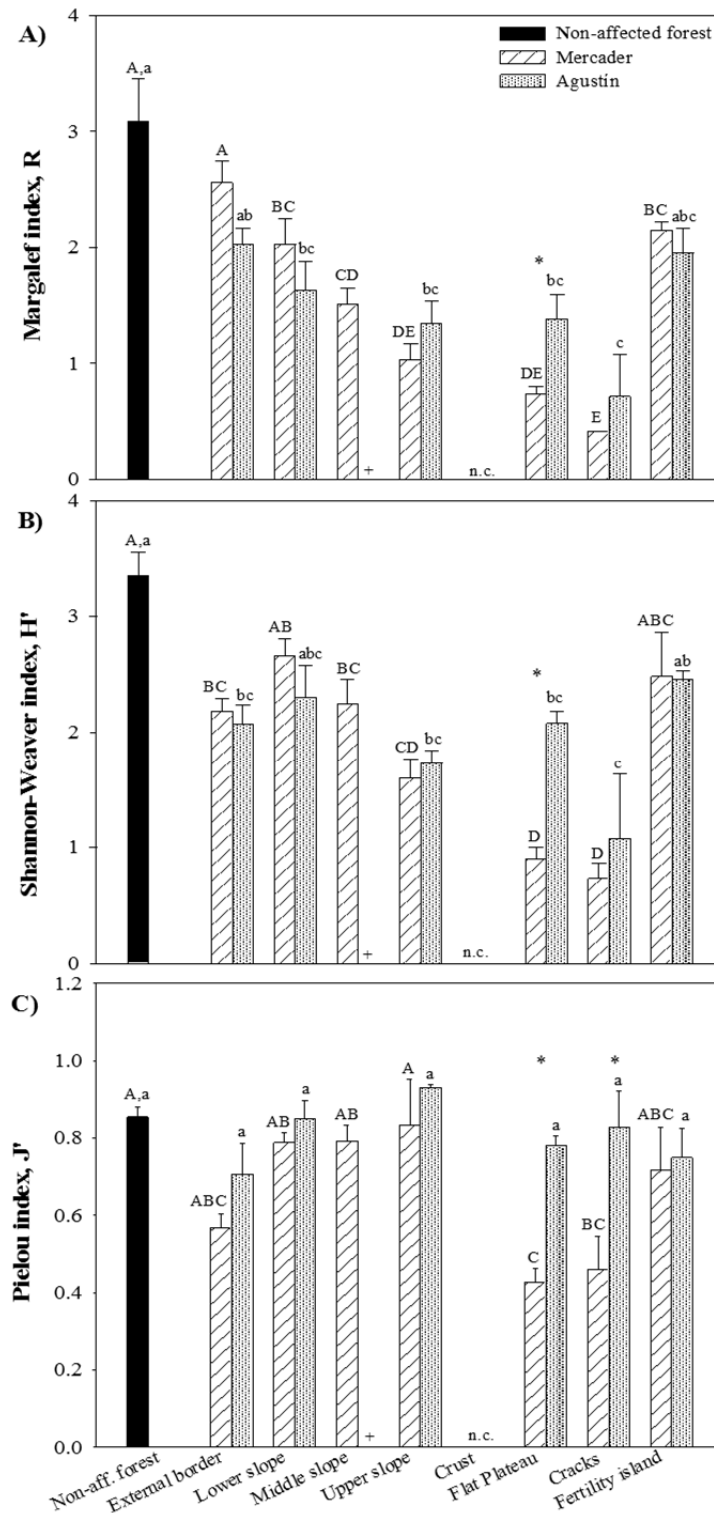 A)
Non-affected forest
Mercader
Agustín
Margalef index, R
4
3
2
1
0
A,a
A
ab
BC
bc
CD
+
DE
bc
n.c.
*
DE
bc
E
c
BC
abc
B)
Shannon-Weaver index, H'
4
3
2
1
0
A,a
BC
bc
AB
abc
BC
+
CD
bc
n.c.
*
D
bc
D
c
ABC
ab
C)
Pielou index, J'
1.2
1.0
0.8
0.6
0.4
0.2
0.0
A,a
ABC
a
AB
a
AB
+
A
a
n.c.
*
C
a
*
BC
a
ABC
a
Non-aff. forest
External border
Lower slope
Middle slope
Upper slope
Crust
Flat Plateau
Cracks
Fertility island